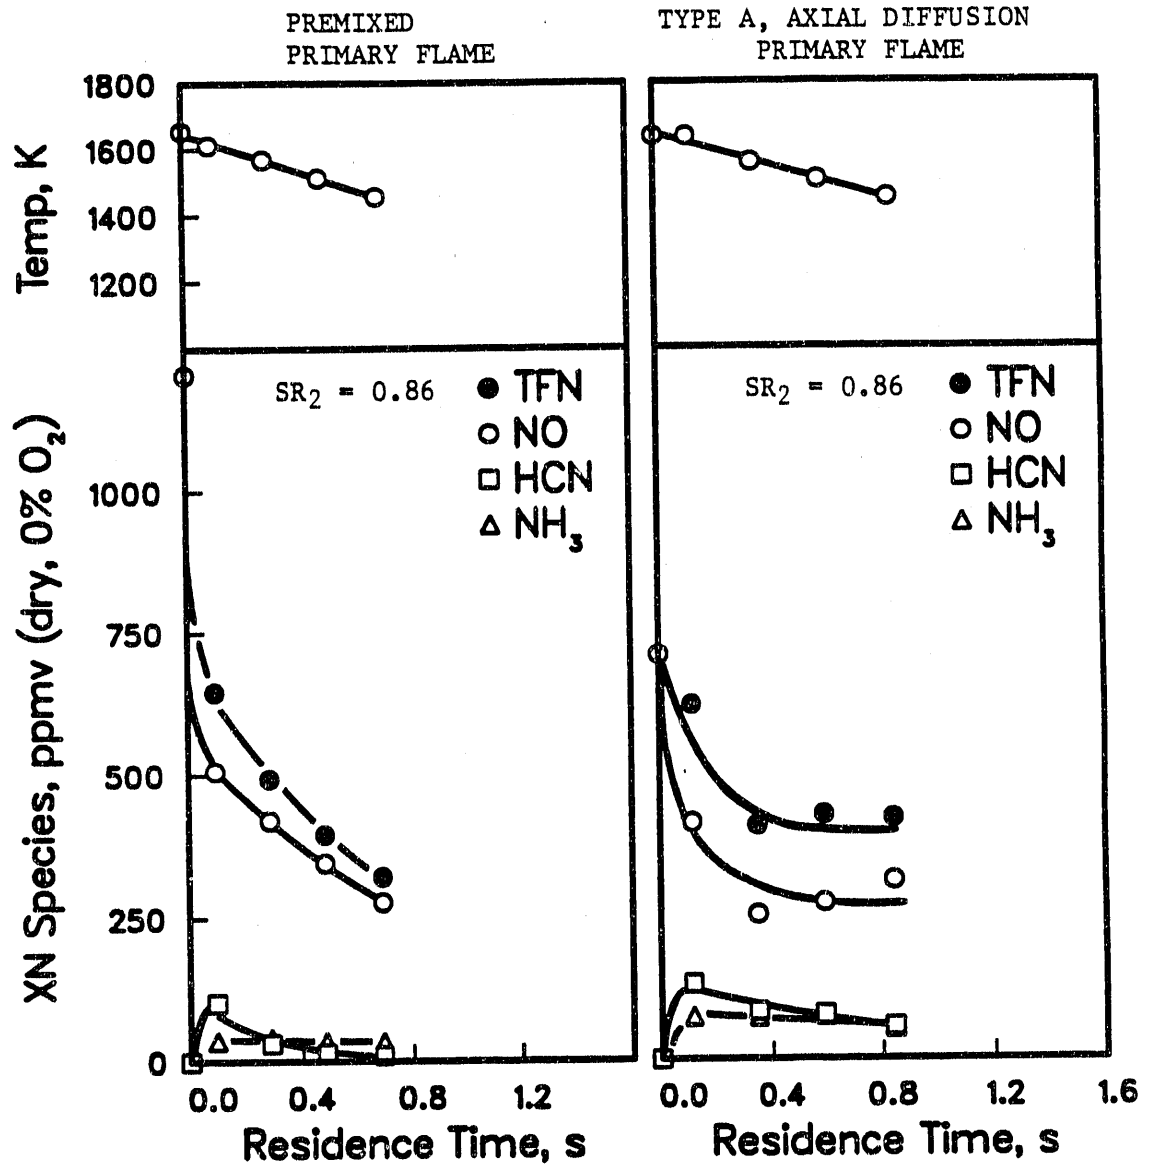 PREMIXED
PRIMARY FLAME
TYPE A, AXIAL DIFFUSION
PRIMARY FLAME
Temp, K
1800
1600
1400
1200
XN Species, ppmv (dry, 0% O2)
1000
750
500
250
0
SR2 = 0.86
TFN
NO
HCN
NH3
SR2 = 0.86
TFN
NO
HCN
NH3
0.0 0.4 0.8 1.2
0.0 0.4 0.8 1.2 1.6
Residence Time, s
Residence Time, s